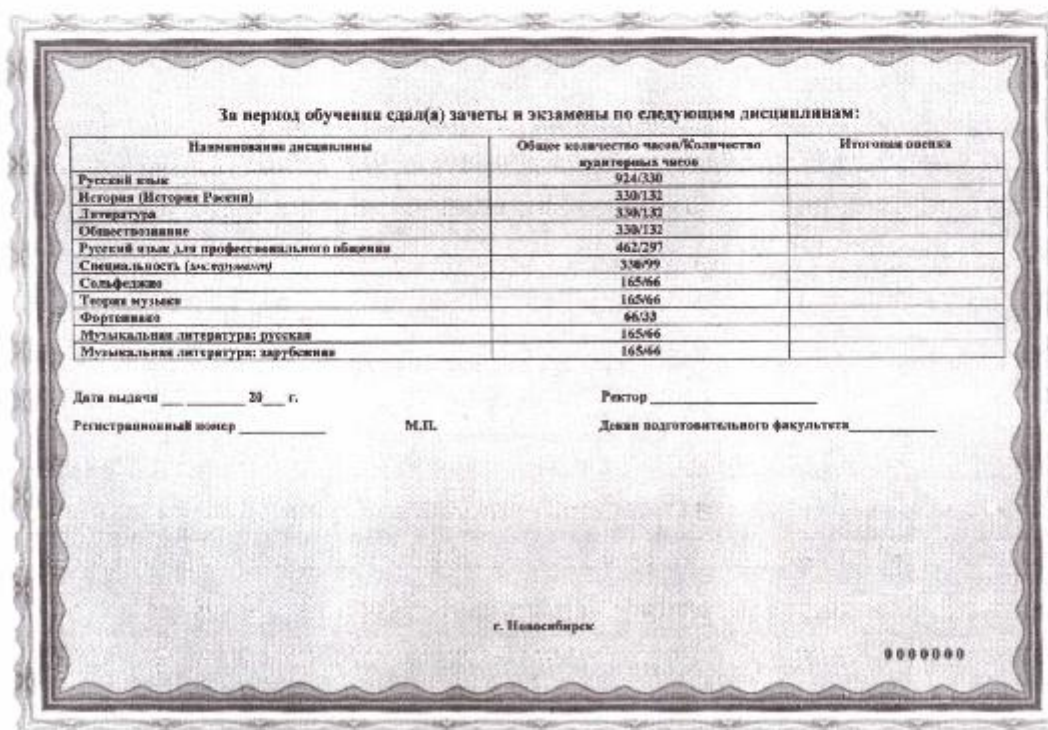 За период обучения сдал(а) зачеты и экзамены по следующим дисциплинам:
Наименование дисциплины Общее количество часов/Количество аудиторных часов Итоговая оценка
Русский язык 924/330
История (История России) 330/132
Литература 330/132
Обществознание 330/132
Русский язык для профессионального общения 462/297
Специальность (инструмент) 330/99
Сольфеджио 165/66
Теория музыки 165/66
Фортепиано 66/33
Музыкальная литература: русская 165/66
Музыкальная литература: зарубежная 165/66
Дата выдачи ___ ________ 20___ г. Ректор ____________________
Регистрационный номер __________ М.П. Декан подготовительного факультета__________
г. Новосибирск
0000000